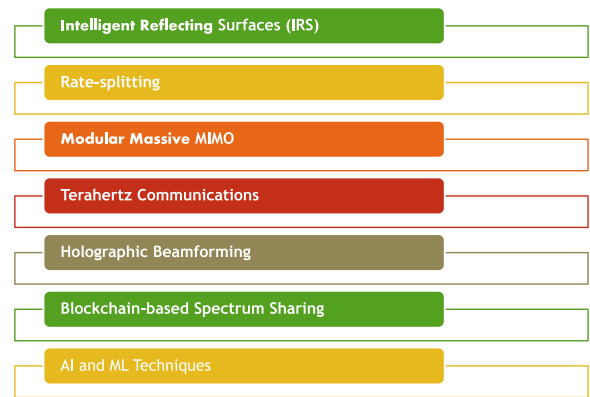 Intelligent Reflecting Surfaces (IRS)
Rate-splitting
Modular Massive MIMO
Terahertz Communications
Holographic Beamforming
Blockchain-based Spectrum Sharing
AI and ML Techniques